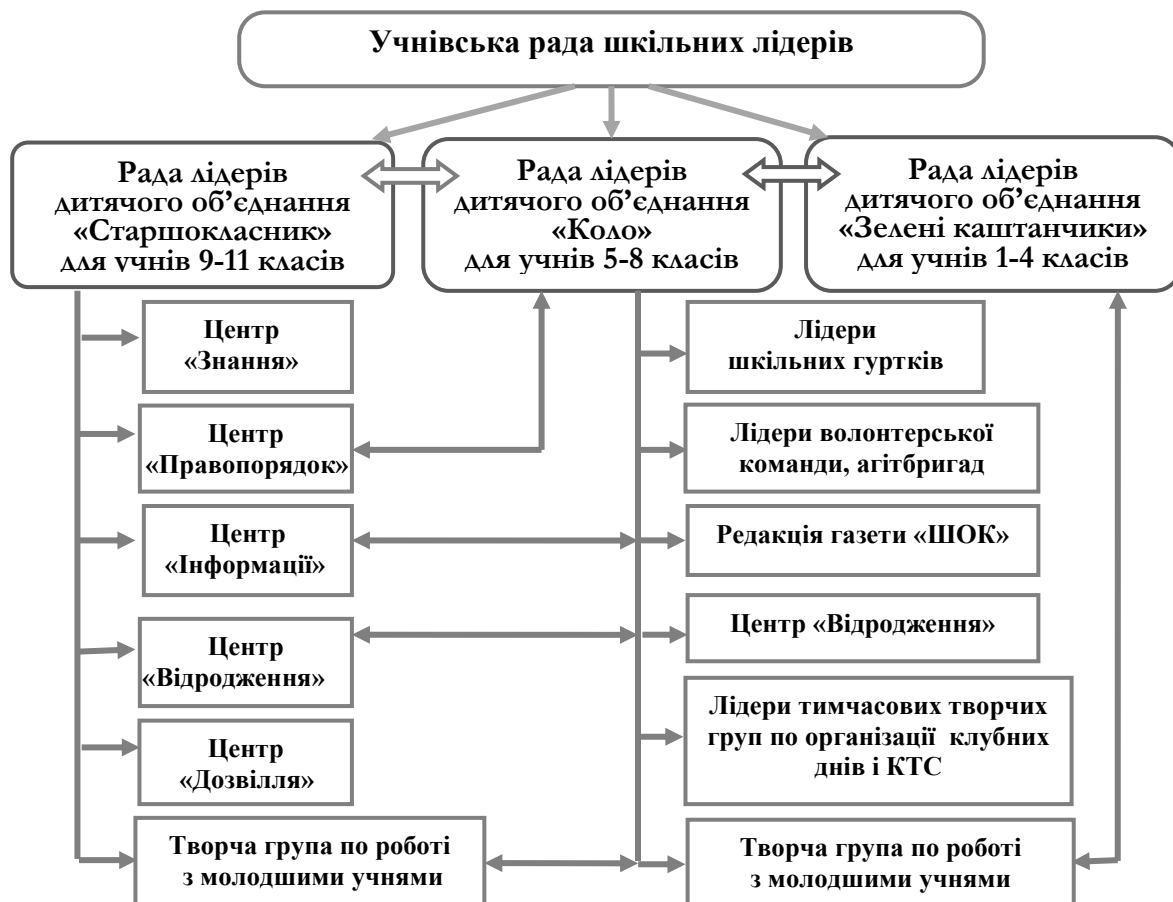 Учнівська рада шкільних лідерів
Рада лідерів
дитячого об’єднання
«Старшокласник»
для учнів 9-11 класів
Рада лідерів
дитячого об’єднання
«Коло»
для учнів 5-8 класів
Рада лідерів
дитячого об’єднання
«Зелені каштанчики»
для учнів 1-4 класів
Центр
«Знання»
Центр
«Правопорядок»
Центр
«Інформації»
Центр
«Відродження»
Центр
«Дозвілля»
Творча група по роботі
з молодшими учнями
Лідери
шкільних гуртків
Лідери волонтерської
команди, агітбригад
Редакція газети «ШОК»
Центр «Відродження»
Лідери тимчасових творчих
груп по організації клубних
днів і КТС
Творча група по роботі
з молодшими учнями